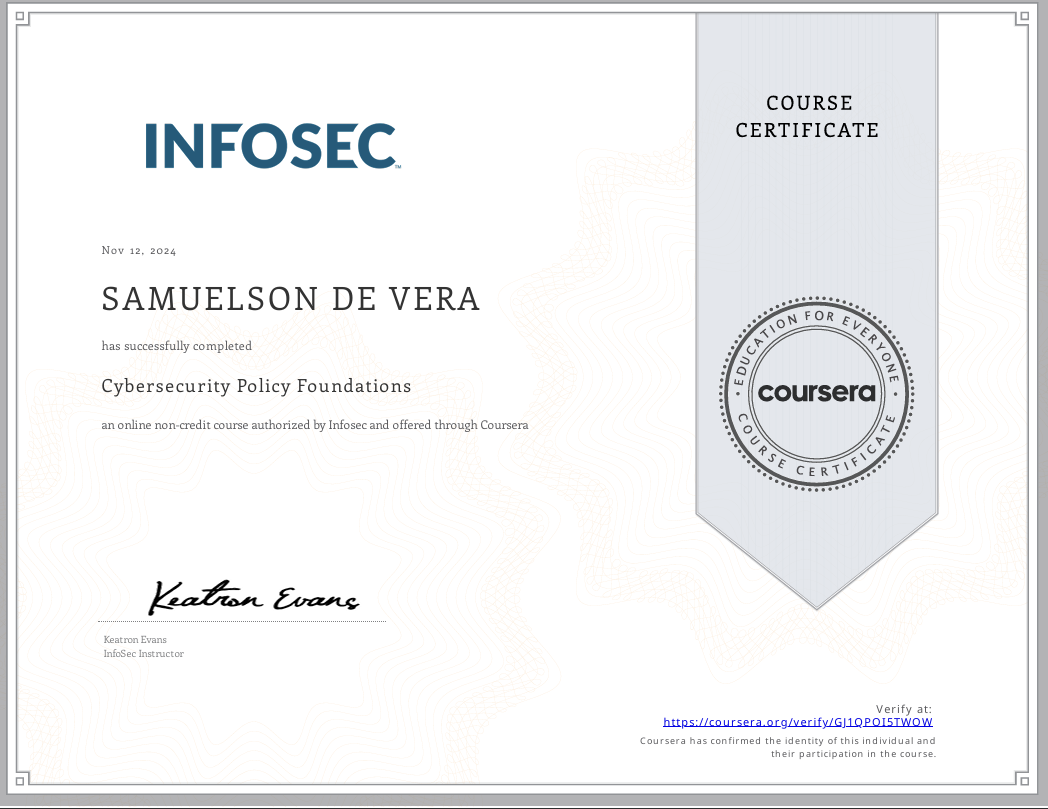 COURSE
CERTIFICATE
INFOSEC™
Nov 12, 2024
SAMUELSON DE VERA
has successfully completed
Cybersecurity Policy Foundations
an online non-credit course authorized by Infosec and offered through Coursera
• EDUCATION FOR EVERYONE •
coursera
COURSE CERTIFICATE
Keatron Evans
Keatron Evans
InfoSec Instructor
Verify at:
https://coursera.org/verify/GJ1QPOI5TWOW
Coursera has confirmed the identity of this individual and
their participation in the course.